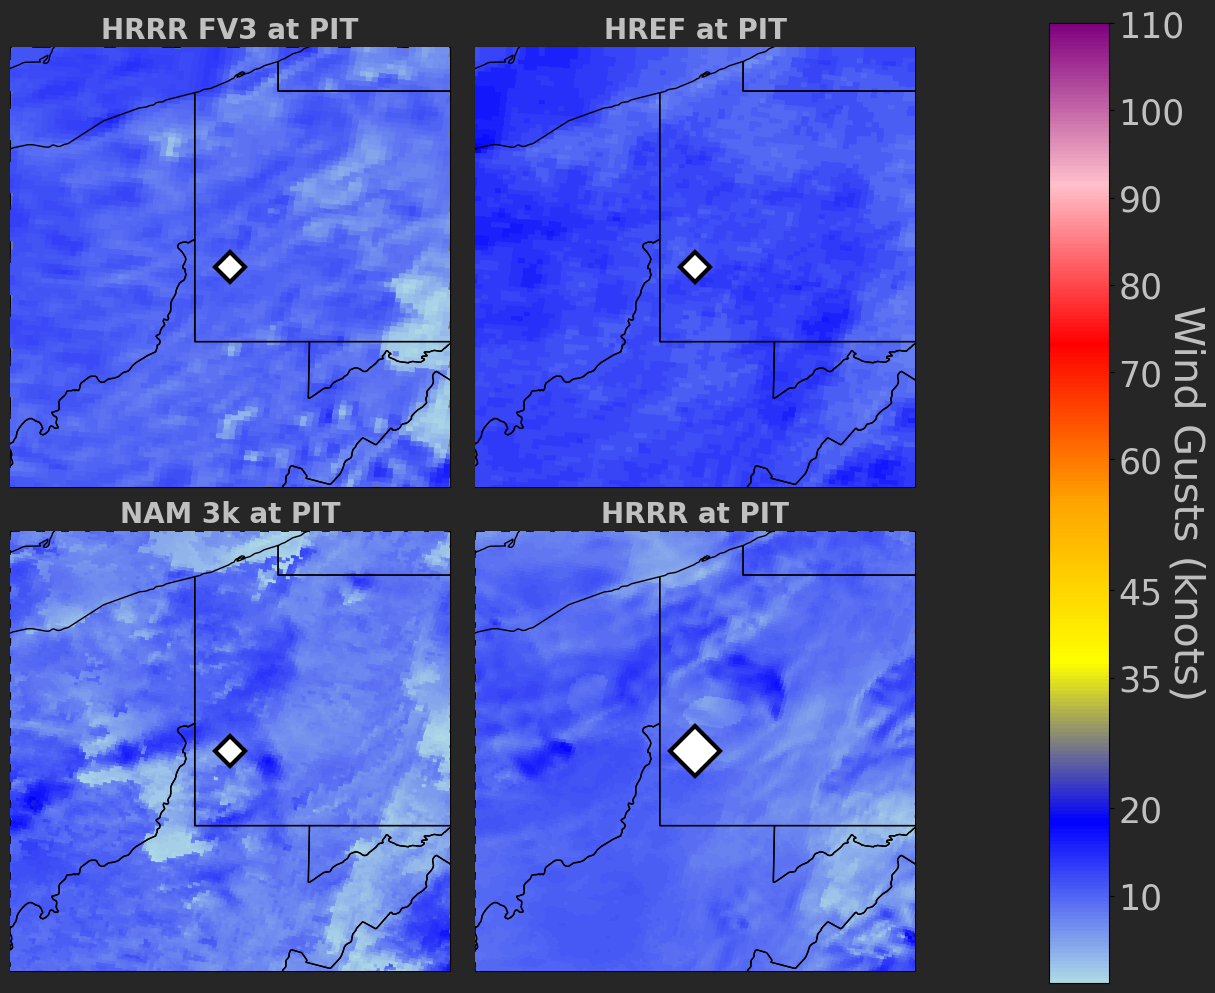 HRRR FV3 at PIT
HREF at PIT
NAM 3k at PIT
HRRR at PIT
110
100
90
80
70
60
45
35
20
10
Wind Gusts (knots)